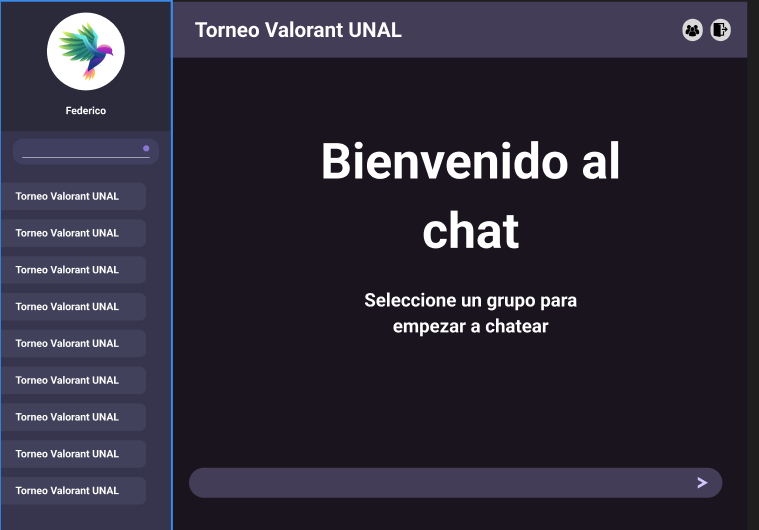 Federico
Torneo Valorant UNAL
Torneo Valorant UNAL
Torneo Valorant UNAL
Torneo Valorant UNAL
Torneo Valorant UNAL
Torneo Valorant UNAL
Torneo Valorant UNAL
Torneo Valorant UNAL
Torneo Valorant UNAL
Torneo Valorant UNAL
Bienvenido al
chat
Seleccione un grupo para
empezar a chatear